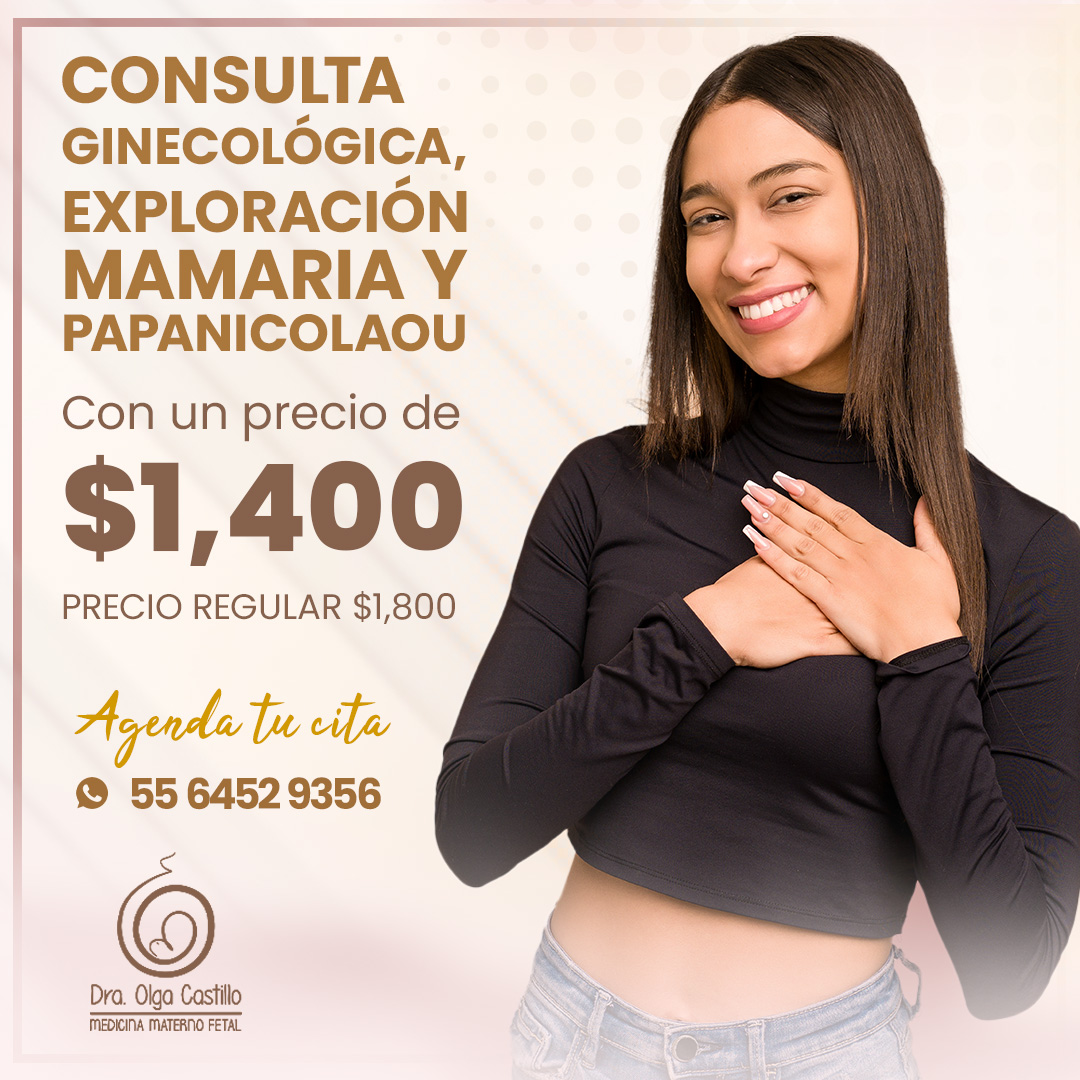 CONSULTA
GINECOLÓGICA,
EXPLORACIÓN
MAMARIA Y
PAPANICOLAOU
Con un precio de
$1,400
PRECIO REGULAR $1,800
Agenda tu cita
55 6452 9356
Dra. Olga Castillo
MEDICINA MATERNO FETAL